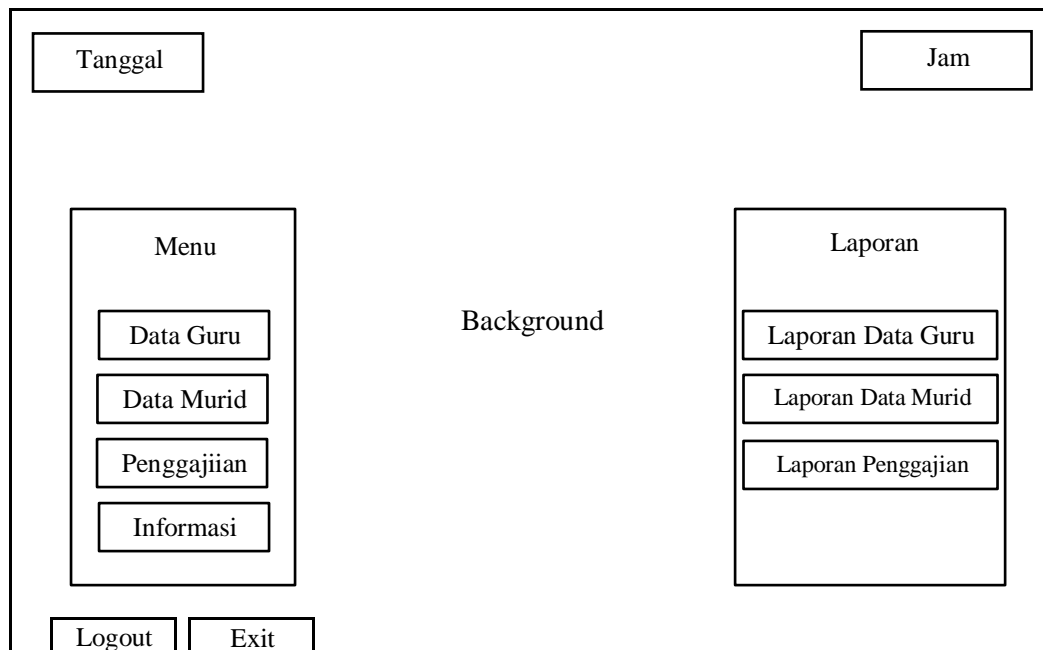 Tanggal
Jam
Menu
Data Guru
Data Murid
Penggajiian
Informasi
Background
Laporan
Laporan Data Guru
Laporan Data Murid
Laporan Penggajian
Logout
Exit